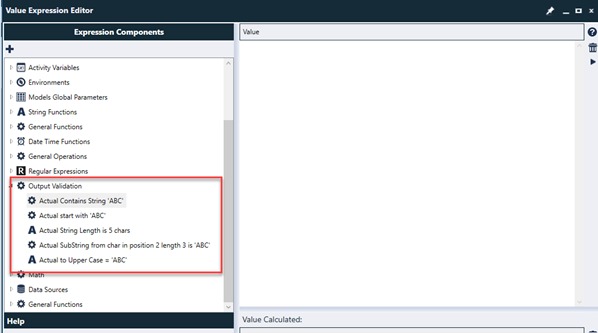 Value Expression Editor
Expression Components
Activity Variables
Environments
Models Global Parameters
String Functions
General Functions
Date Time Functions
General Operations
Regular Expressions
Output Validation
Actual Contains String 'ABC'
Actual start with 'ABC'
Actual String Length is 5 chars
Actual SubString from char in position 2 length 3 is 'ABC'
Actual to Upper Case = 'ABC'
Math
Data Sources
General Functions
Help
Value
Value Calculated: